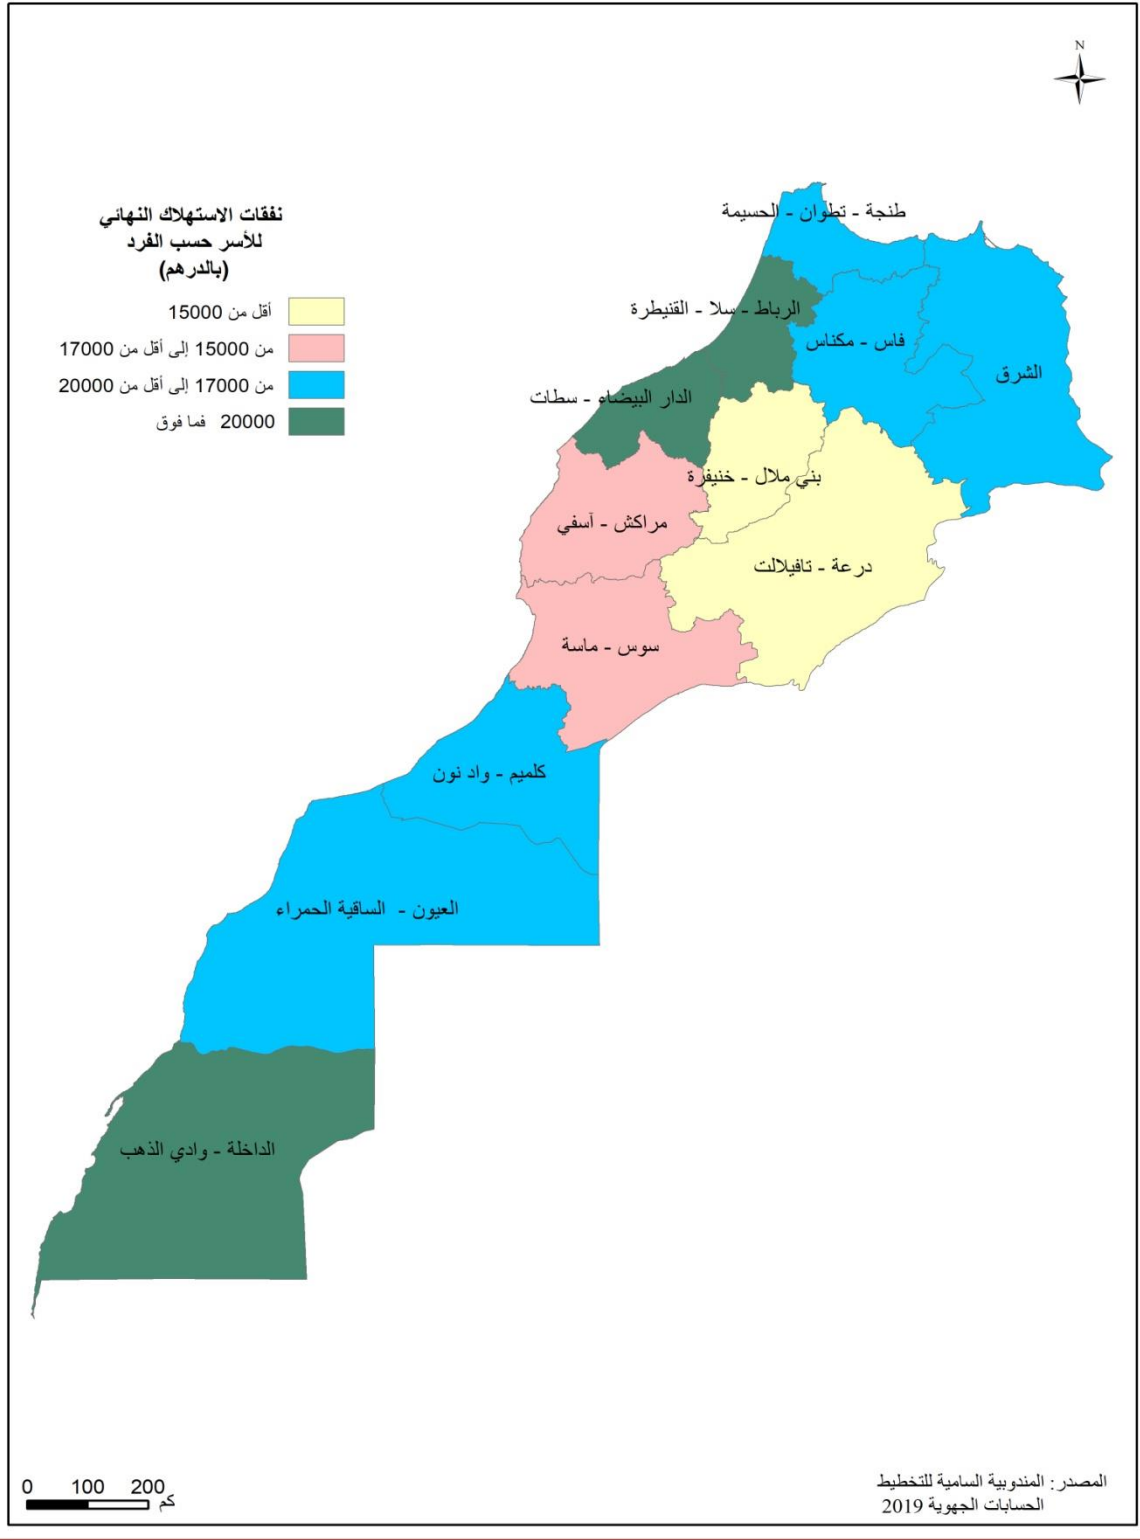 N
نفقات الاستهلاك النهائي
للأسر حسب الفرد
(بالدرهم)
أقل من 15000
من 15000 إلى أقل من 17000
من 17000 إلى أقل من 20000
20000 فما فوق
طنجة - تطوان - الحسيمة
الرباط - سلا - القنيطرة
فاس - مكناس
الشرق
الدار البيضاء - سطات
بني ملال - خنيفرة
مراكش - آسفي
درعة - تافيلالت
سوس - ماسة
كلميم - واد نون
العيون - الساقية الحمراء
الداخلة - وادي الذهب
0 100 200
كم
المصدر: المندوبية السامية للتخطيط
الحسابات الجهوية 2019